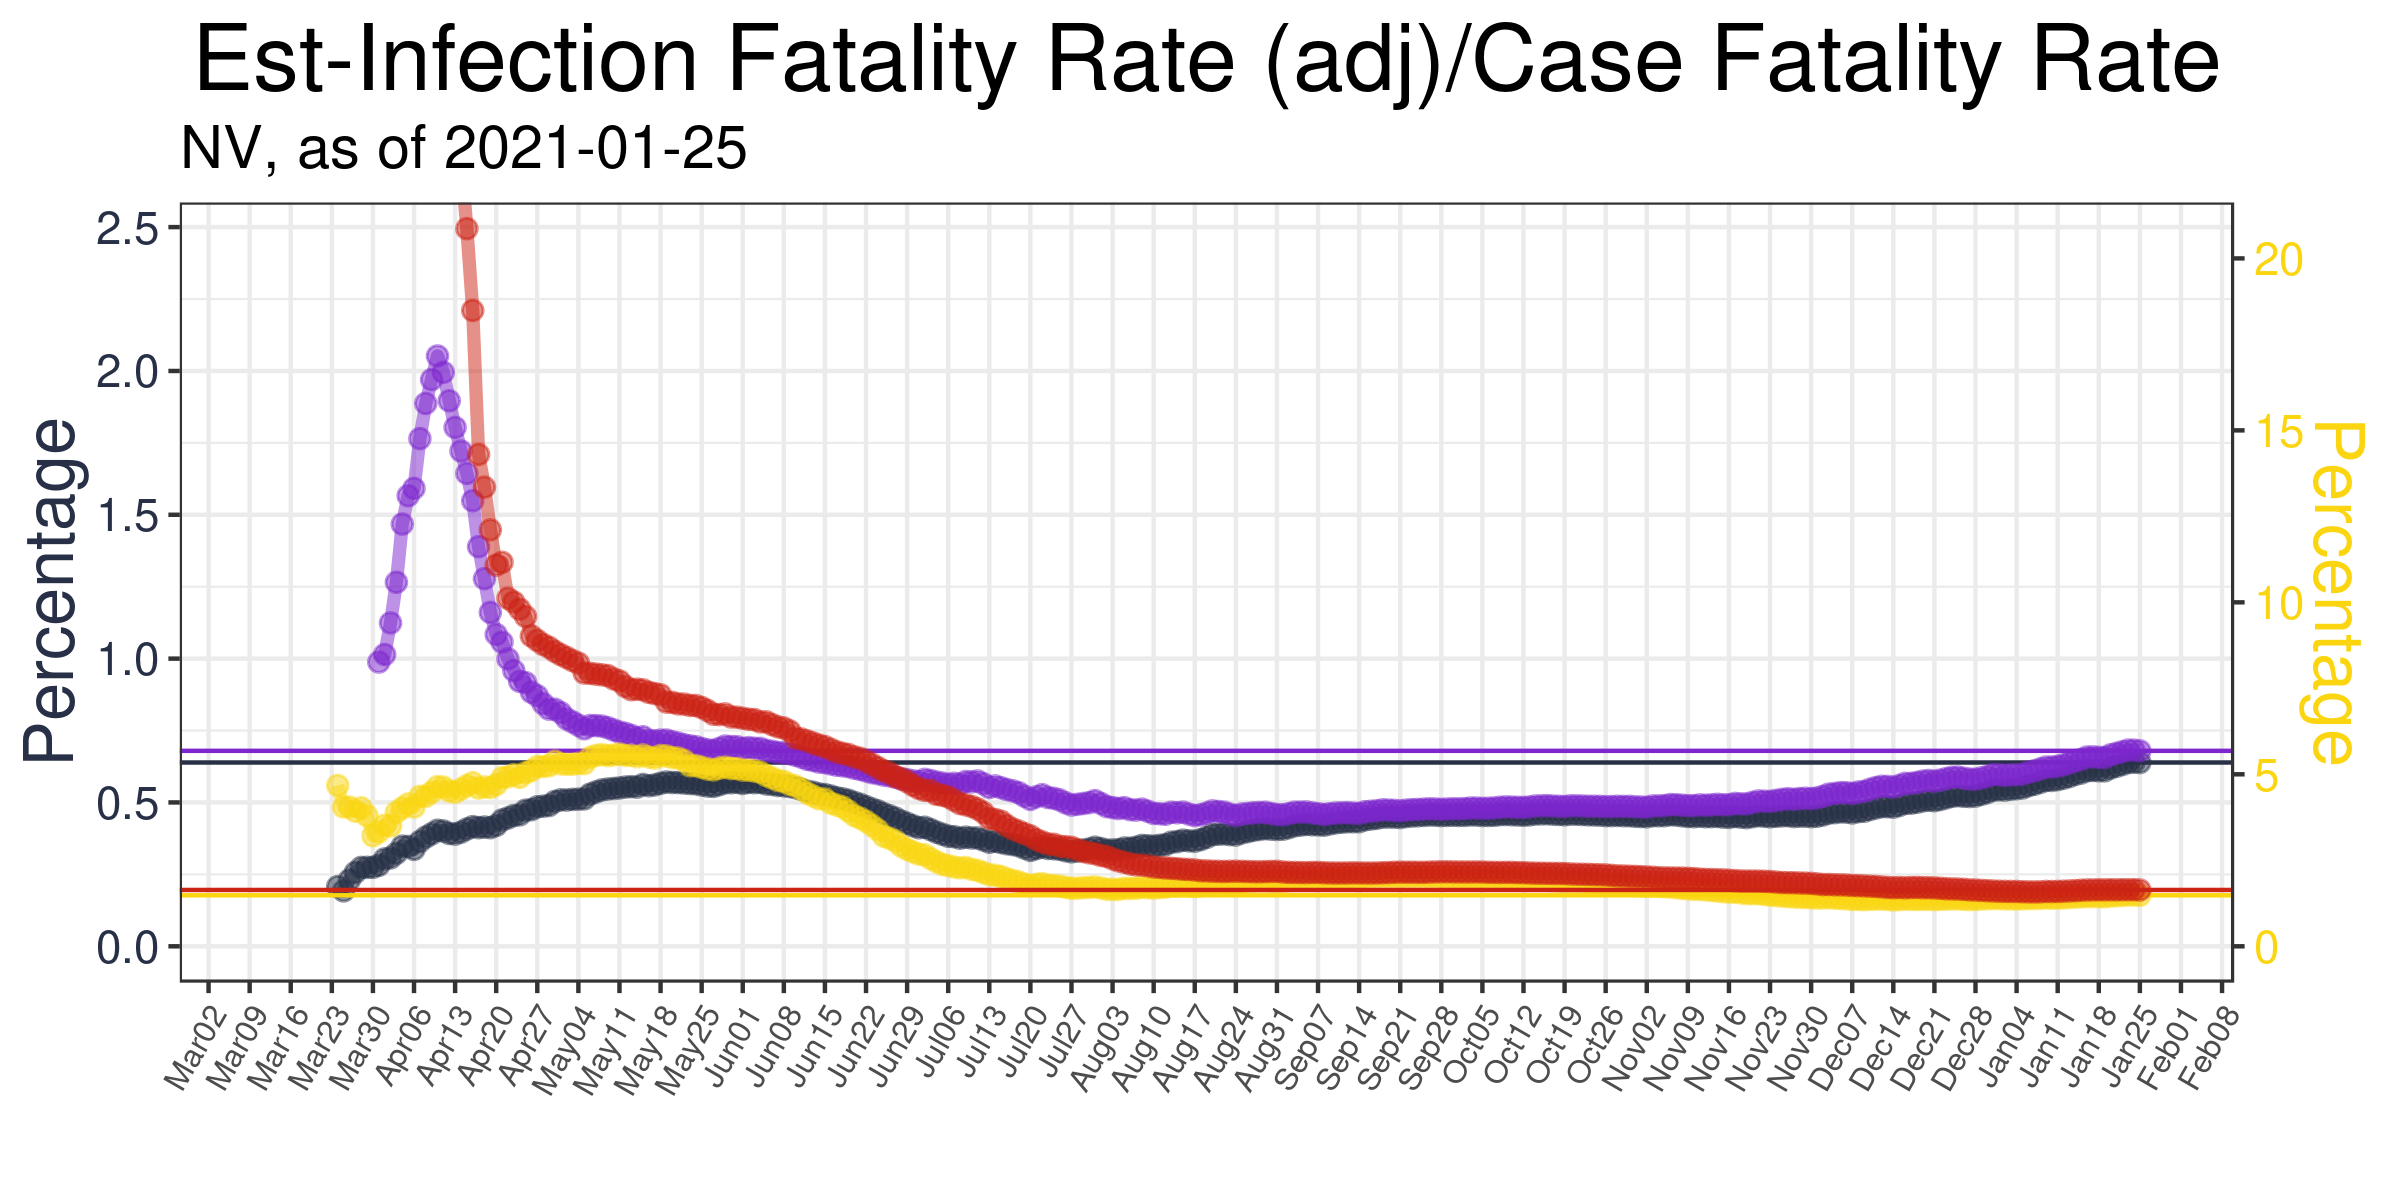 Est-Infection Fatality Rate (adj)/Case Fatality Rate
NV, as of 2021-01-25
Percentage
2.5
2.0
1.5
1.0
0.5
0.0
20
15
10
5
0
Percentage
Mar02 Mar09 Mar16 Mar23 Mar30 Apr06 Apr13 Apr20 Apr27 May04 May11 May18 May25 Jun01 Jun08 Jun15 Jun22 Jun29 Jul06 Jul13 Jul20 Jul27 Aug03 Aug10 Aug17 Aug24 Aug31 Sep07 Sep14 Sep21 Sep28 Oct05 Oct12 Oct19 Oct26 Nov02 Nov09 Nov16 Nov23 Nov30 Dec07 Dec14 Dec21 Dec28 Jan04 Jan11 Jan18 Jan25 Feb01 Feb08